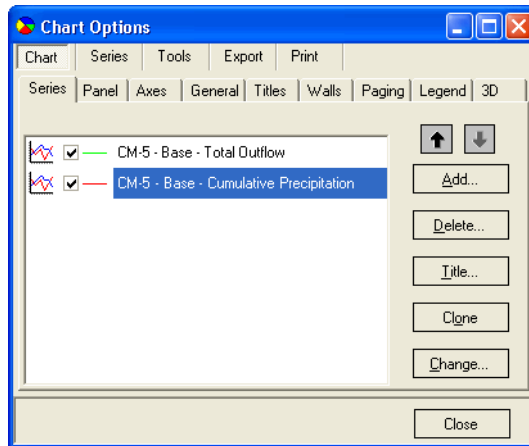 Chart Options
Chart Series Tools Export Print
Series Panel Axes General Titles Walls Paging Legend 3D
CM-5 - Base - Total Outflow
CM-5 - Base - Cumulative Precipitation
Add...
Delete...
Title...
Clone
Change...
Close